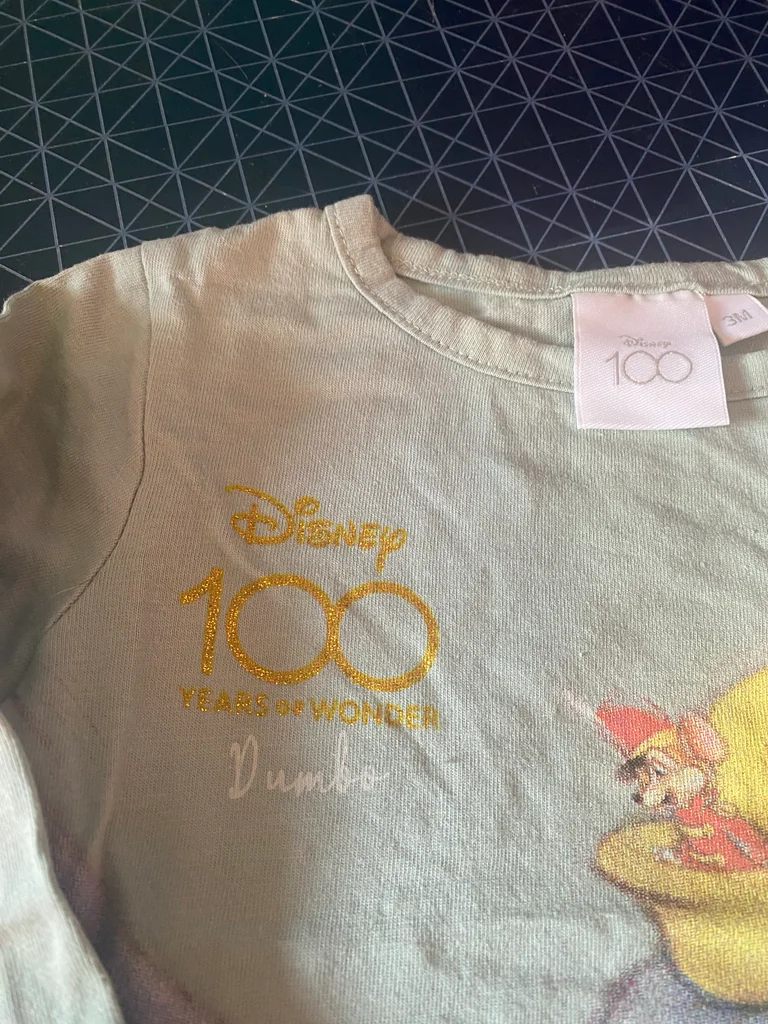 Disney
100
3M
Disney
100
YEARS OF WONDER
Dumbo